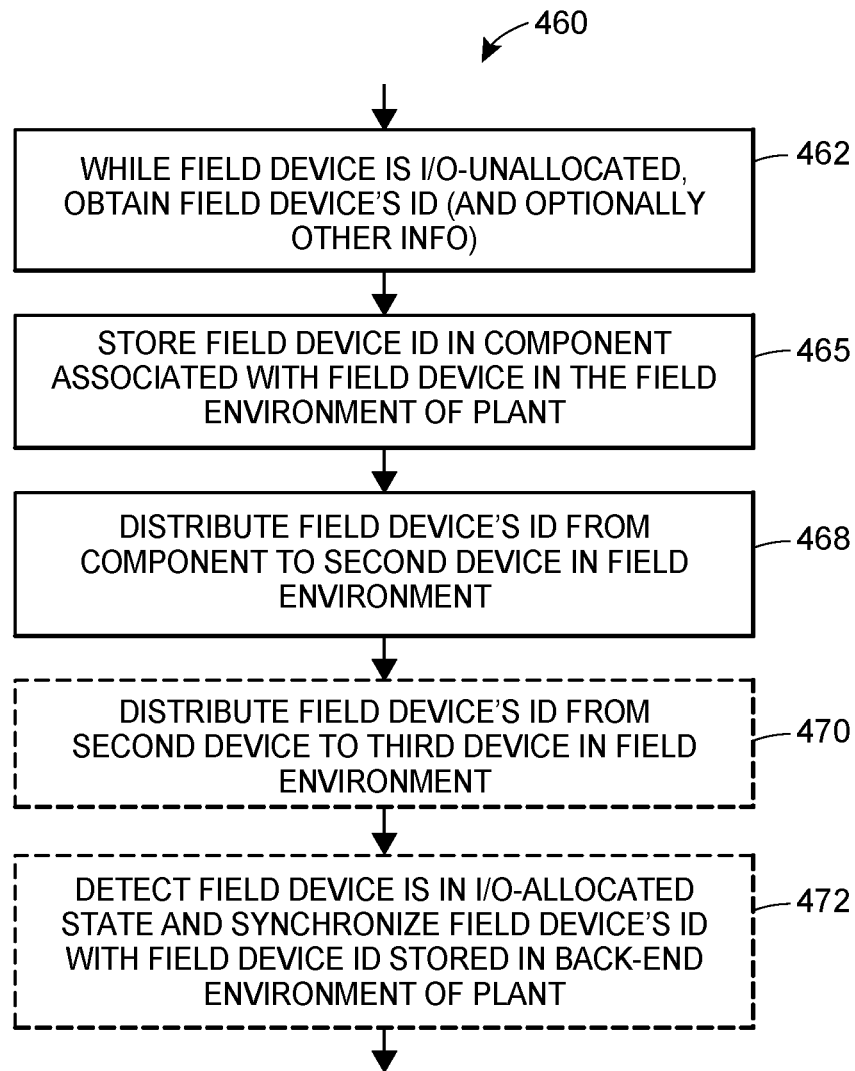 460
WHILE FIELD DEVICE IS I/O-UNALLOCATED,
OBTAIN FIELD DEVICE'S ID (AND OPTIONALLY
OTHER INFO)
462
STORE FIELD DEVICE ID IN COMPONENT
ASSOCIATED WITH FIELD DEVICE IN THE FIELD
ENVIRONMENT OF PLANT
465
DISTRIBUTE FIELD DEVICE'S ID FROM
COMPONENT TO SECOND DEVICE IN FIELD
ENVIRONMENT
468
DISTRIBUTE FIELD DEVICE'S ID FROM
SECOND DEVICE TO THIRD DEVICE IN FIELD
ENVIRONMENT
470
DETECT FIELD DEVICE IS IN I/O-ALLOCATED
STATE AND SYNCHRONIZE FIELD DEVICE'S ID
WITH FIELD DEVICE ID STORED IN BACK-END
ENVIRONMENT OF PLANT
472